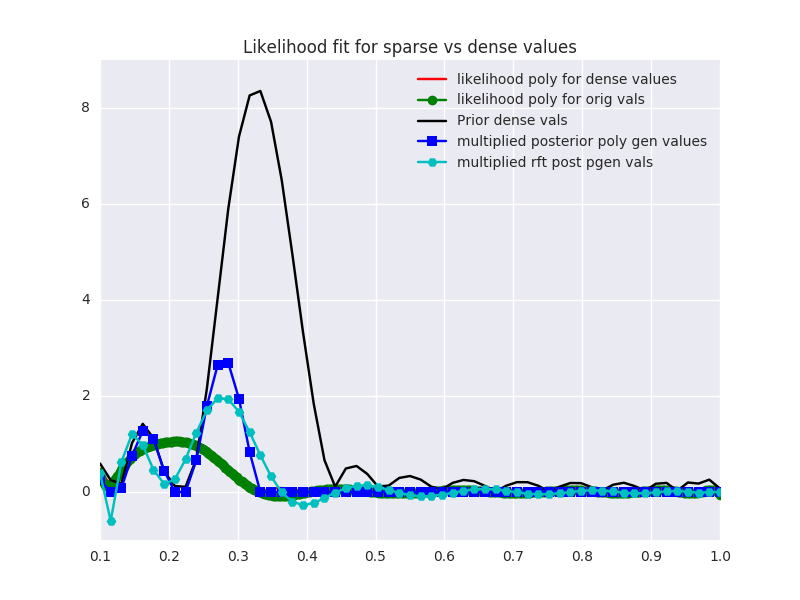 Likelihood fit for sparse vs dense values
likelihood poly for dense values
likelihood poly for orig vals
Prior dense vals
multiplied posterior poly gen values
multiplied rft post pgen vals
8
6
4
2
0
0.1 0.2 0.3 0.4 0.5 0.6 0.7 0.8 0.9 1.0